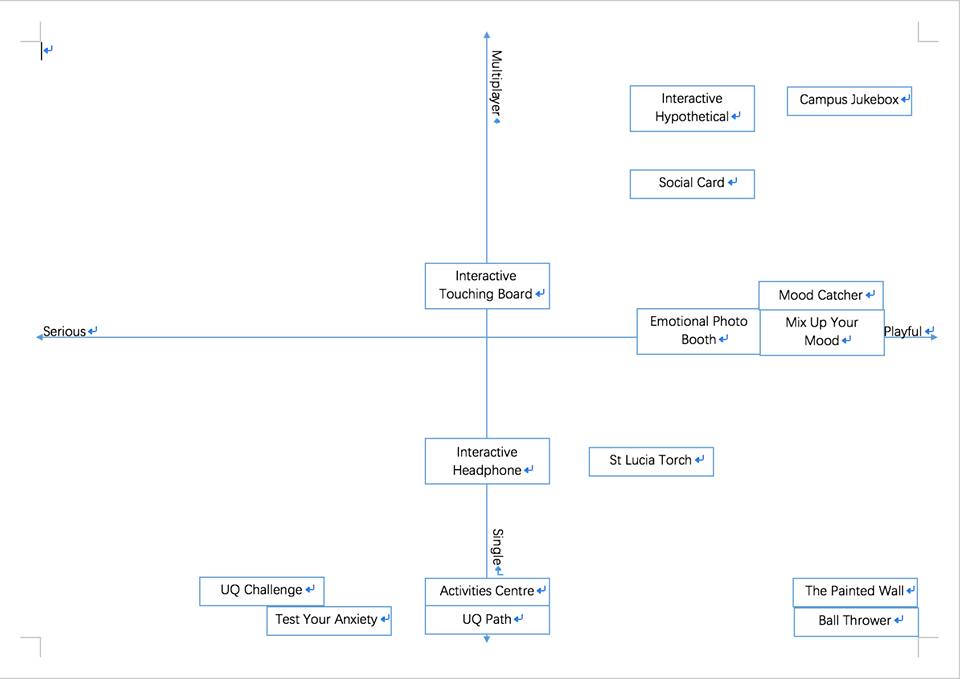 Multiplayer
Interactive
Hypothetical
Campus Jukebox
Social Card
Interactive
Touching Board
Mood Catcher
Serious
Emotional Photo
Booth
Mix Up Your
Mood
Playful
Interactive
Headphone
St Lucia Torch
Single
UQ Challenge
Activities Centre
The Painted Wall
Test Your Anxiety
UQ Path
Ball Thrower